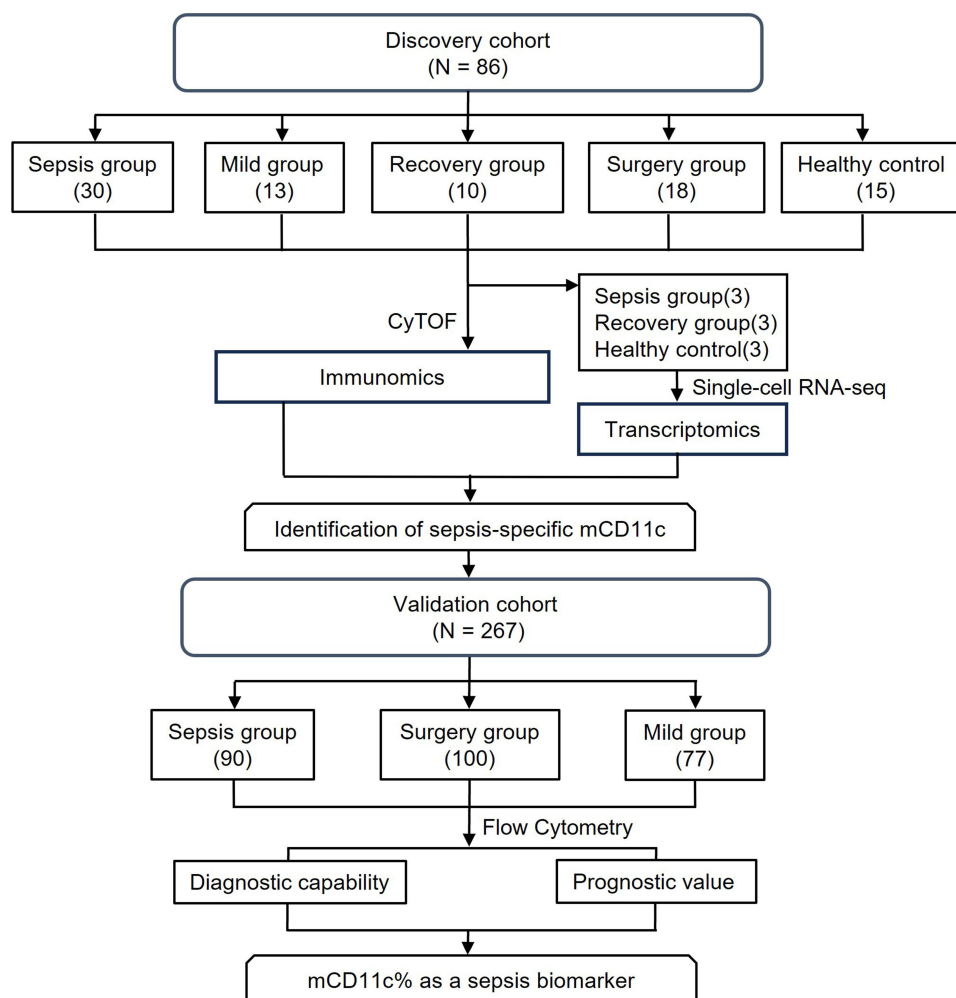 Discovery cohort
(N = 86)
Sepsis group
(30)
Mild group
(13)
Recovery group
(10)
Surgery group
(18)
Healthy control
(15)
CyTOF
Sepsis group(3)
Recovery group(3)
Healthy control(3)
Immunomics
Single-cell RNA-seq
Transcriptomics
Identification of sepsis-specific mCD11c
Validation cohort
(N = 267)
Sepsis group
(90)
Surgery group
(100)
Mild group
(77)
Flow Cytometry
Diagnostic capability
Prognostic value
mCD11c% as a sepsis biomarker